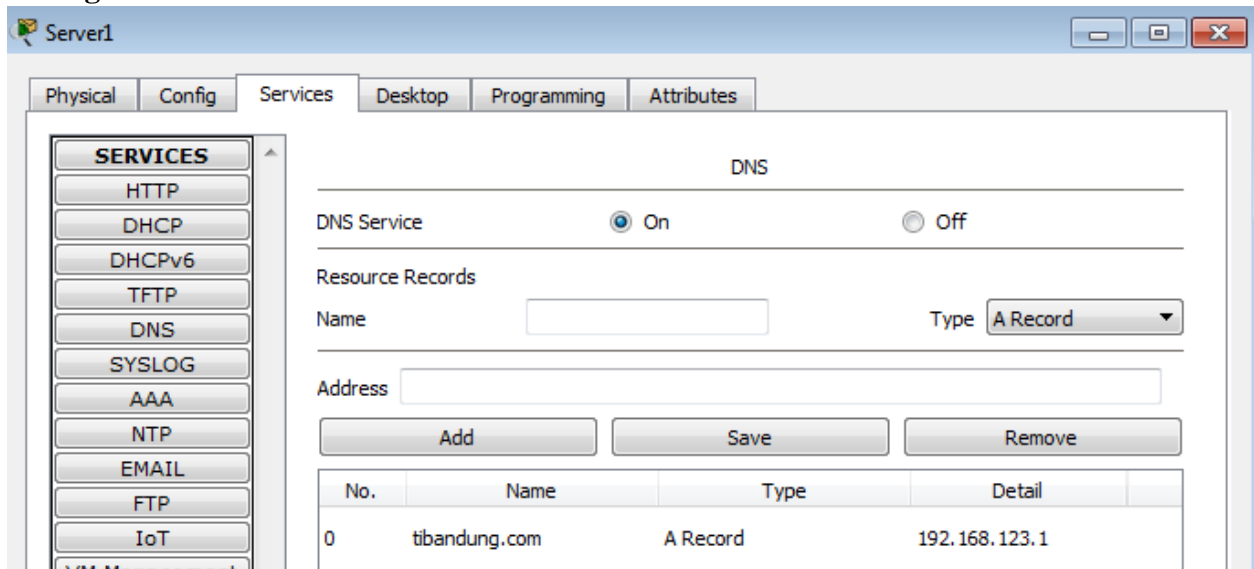 Server1
Physical Config Services Desktop Programming Attributes
SERVICES
HTTP
DHCP
DHCPv6
TFTP
DNS
SYSLOG
AAA
NTP
EMAIL
FTP
IoT
DNS
DNS Service On Off
Resource Records
Name Type A Record
Address
Add Save Remove
No. Name Type Detail
0 tibandung.com A Record 192.168.123.1